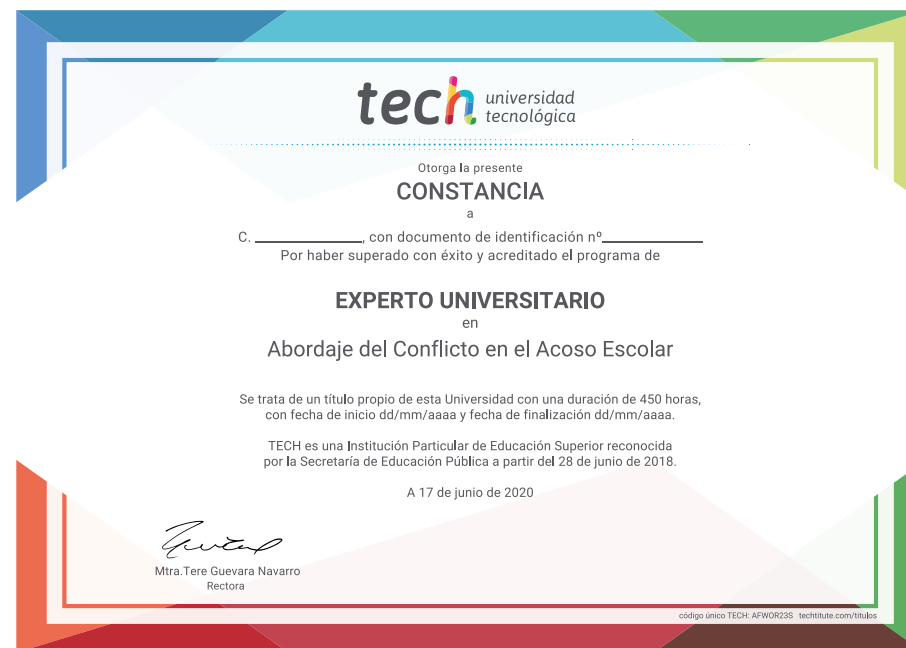 tech universidad
tecnológica
Otorga la presente
CONSTANCIA
a
C. ____________, con documento de identificación nº____________
Por haber superado con éxito y acreditado el programa de
EXPERTO UNIVERSITARIO
en
Abordaje del Conflicto en el Acoso Escolar
Se trata de un título propio de esta Universidad con una duración de 450 horas,
con fecha de inicio dd/mm/aaaa y fecha de finalización dd/mm/aaaa.
TECH es una Institución Particular de Educación Superior reconocida
por la Secretaría de Educación Pública a partir del 28 de junio de 2018.
A 17 de junio de 2020
Mtra.Tere Guevara Navarro
Rectora
código único TECH: AFWOR23S techtitute.com/titulos